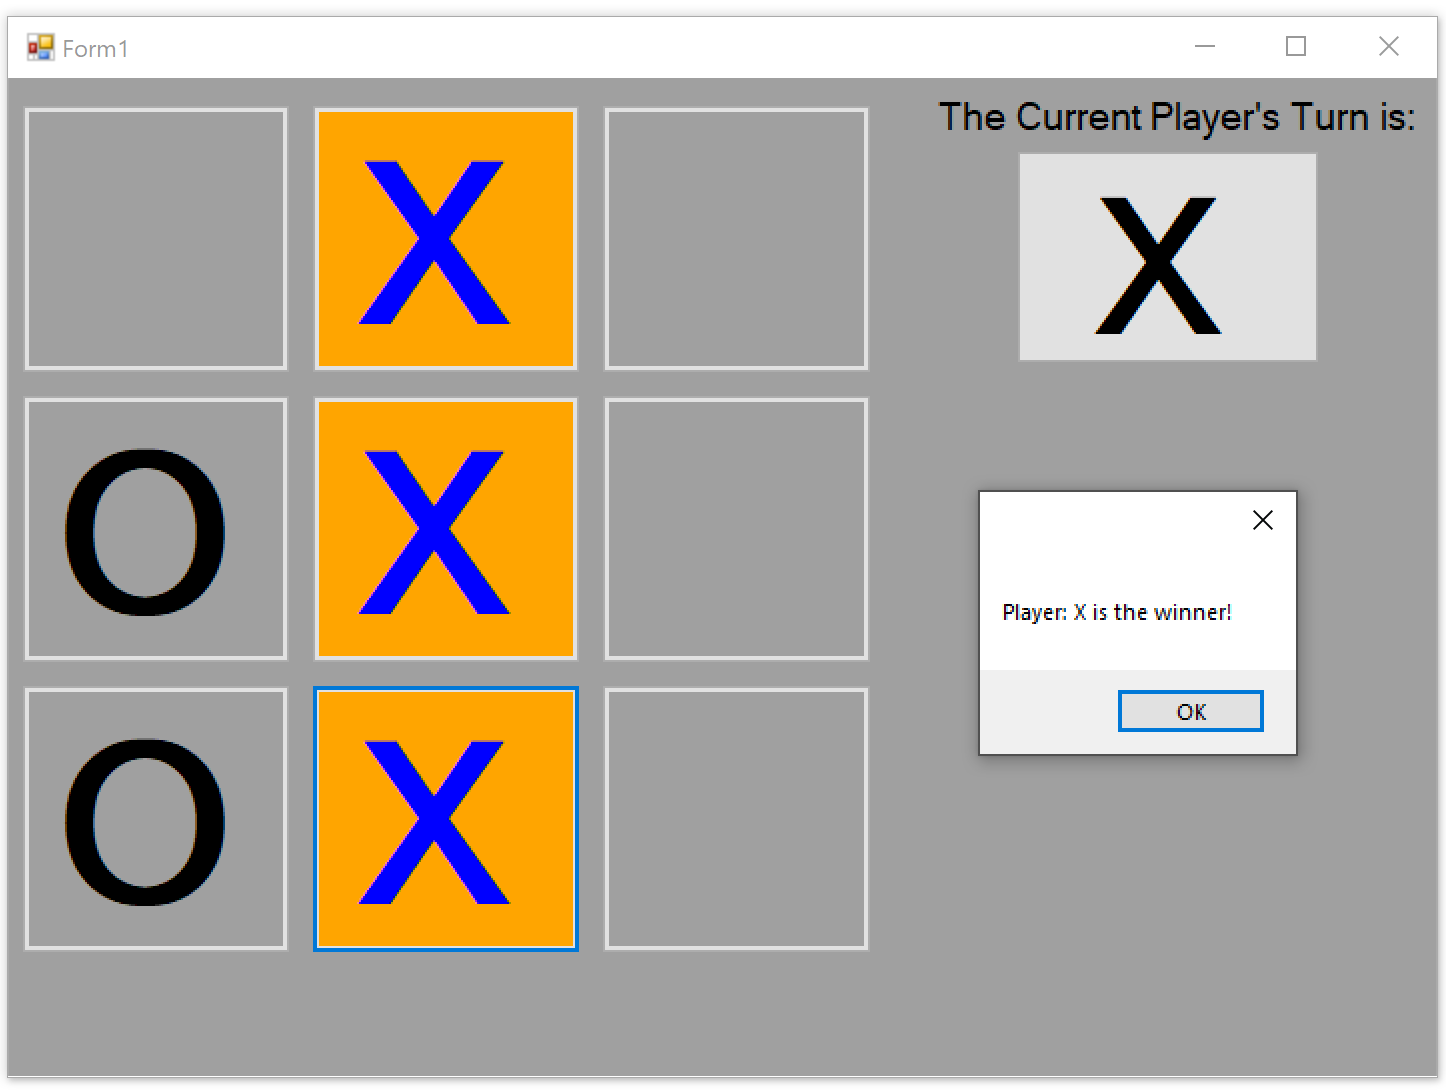 Form1
The Current Player's Turn is:
X
X
O
X
O
X
Player: X is the winner!
OK